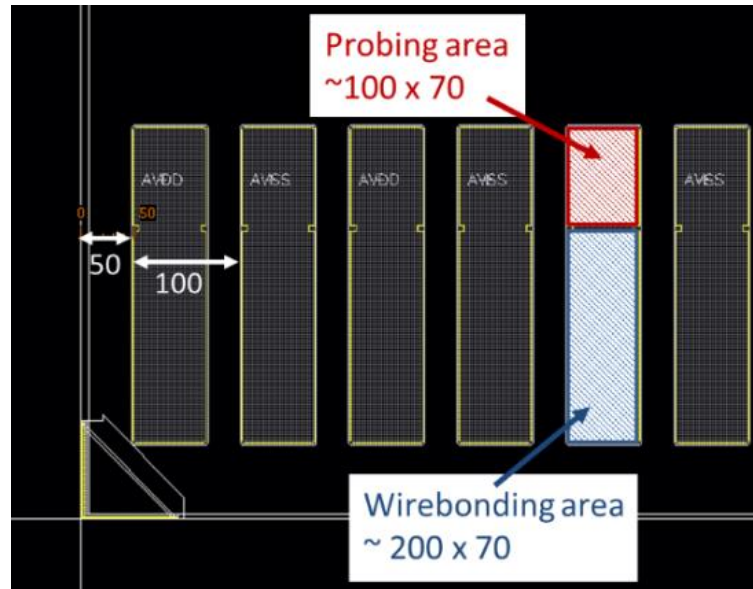 Probing area
~100 x 70
AVDD
AVSS
AVDD
AVSS
AVSS
0
50
50
100
Wirebonding area
~ 200 x 70